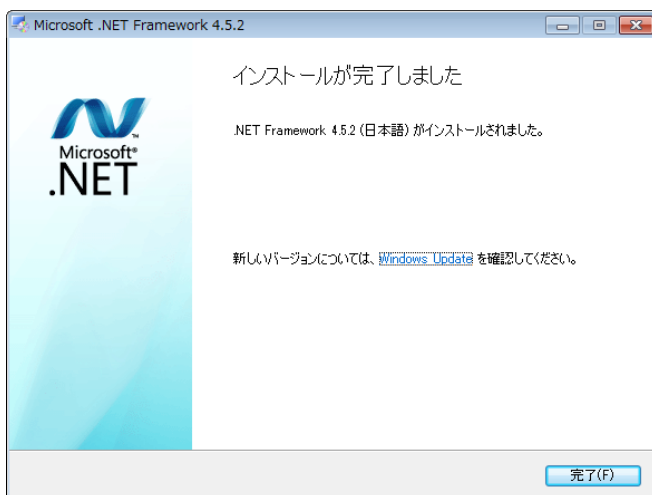 Microsoft .NET Framework 4.5.2
インストールが完了しました
.NET Framework 4.5.2 (日本語) がインストールされました。
Microsoft®
.NET™
新しいバージョンについては、Windows Update を確認してください。
完了(F)